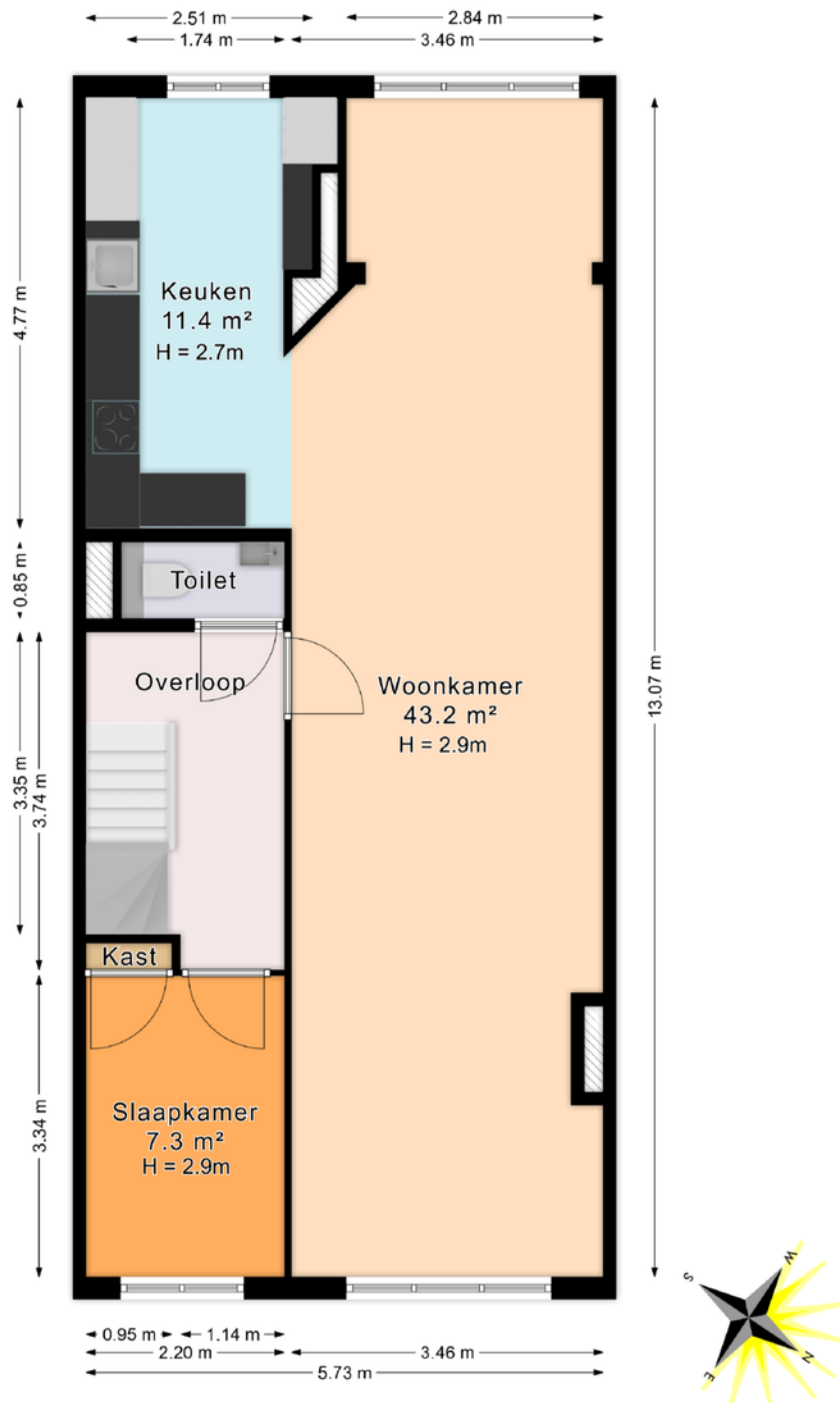 2.51 m
2.84 m
1.74 m
3.46 m
4.77 m
Keuken
11.4 m²
H = 2.7m
0.85 m
Toilet
Overloop
Woonkamer
43.2 m²
H = 2.9m
13.07 m
3.35 m
3.74 m
Kast
3.34 m
Slaapkamer
7.3 m²
H = 2.9m
S
W
N
E
0.95 m
1.14 m
2.20 m
3.46 m
5.73 m